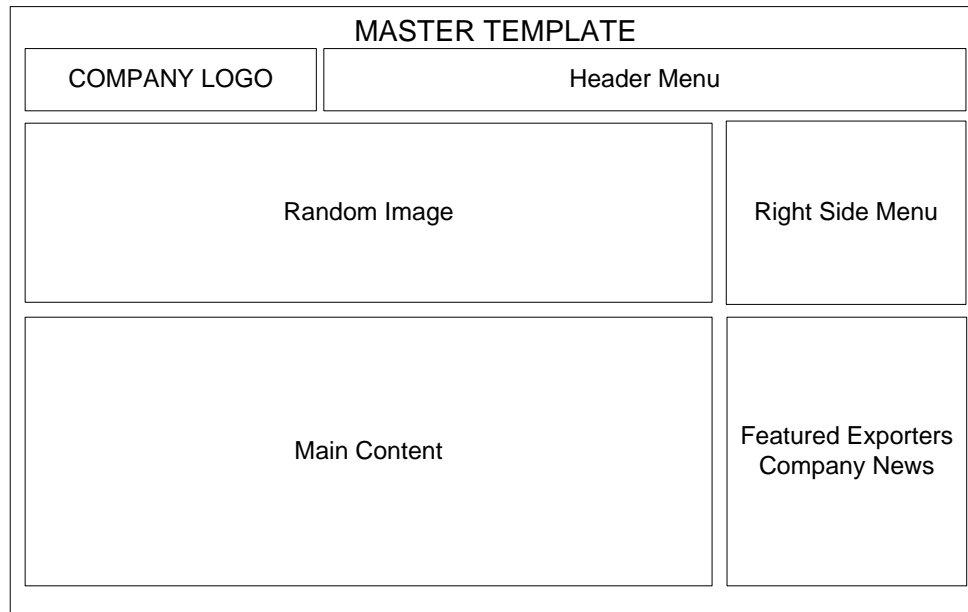 MASTER TEMPLATE
COMPANY LOGO
Header Menu
Random Image
Right Side Menu
Main Content
Featured Exporters
Company News